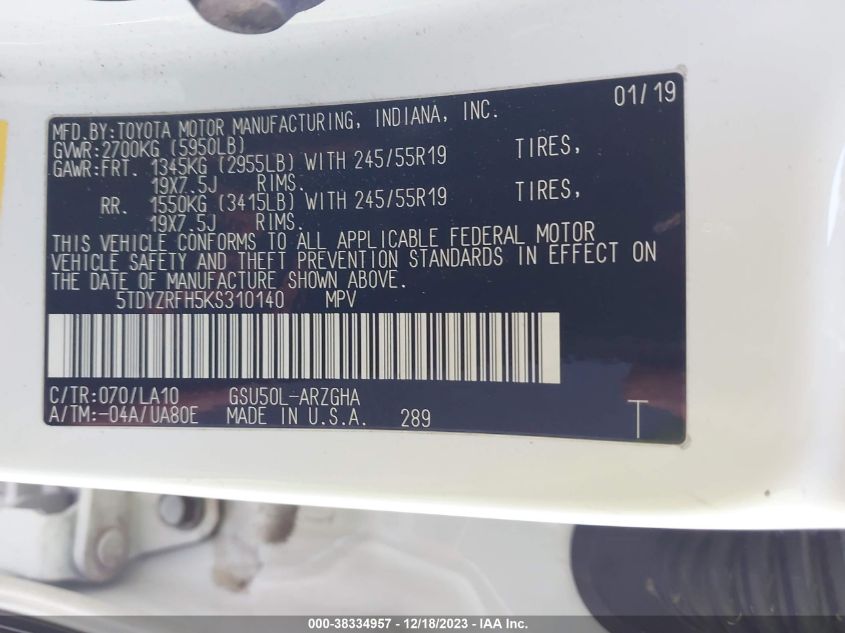 01/19
MFD.BY:TOYOTA MOTOR MANUFACTURING, INDIANA, INC.
GVWR:2700KG (5950LB)
GAWR:FRT. 1345KG (2955LB) WITH 245/55R19 TIRES,
19X7.5J RIMS.
RR. 1550KG (3415LB) WITH 245/55R19 TIRES,
19X7.5J RIMS.
THIS VEHICLE CONFORMS TO ALL APPLICABLE FEDERAL MOTOR
VEHICLE SAFETY AND THEFT PREVENTION STANDARDS IN EFFECT ON
THE DATE OF MANUFACTURE SHOWN ABOVE.
5TDYZRFH5KS310140 MPV
C/TR:070/LA10 GSU50L-ARZGHA
A/TM:-04A/UA80E MADE IN U.S.A. 289 T
000-38334957 - 12/18/2023 - IAA Inc.